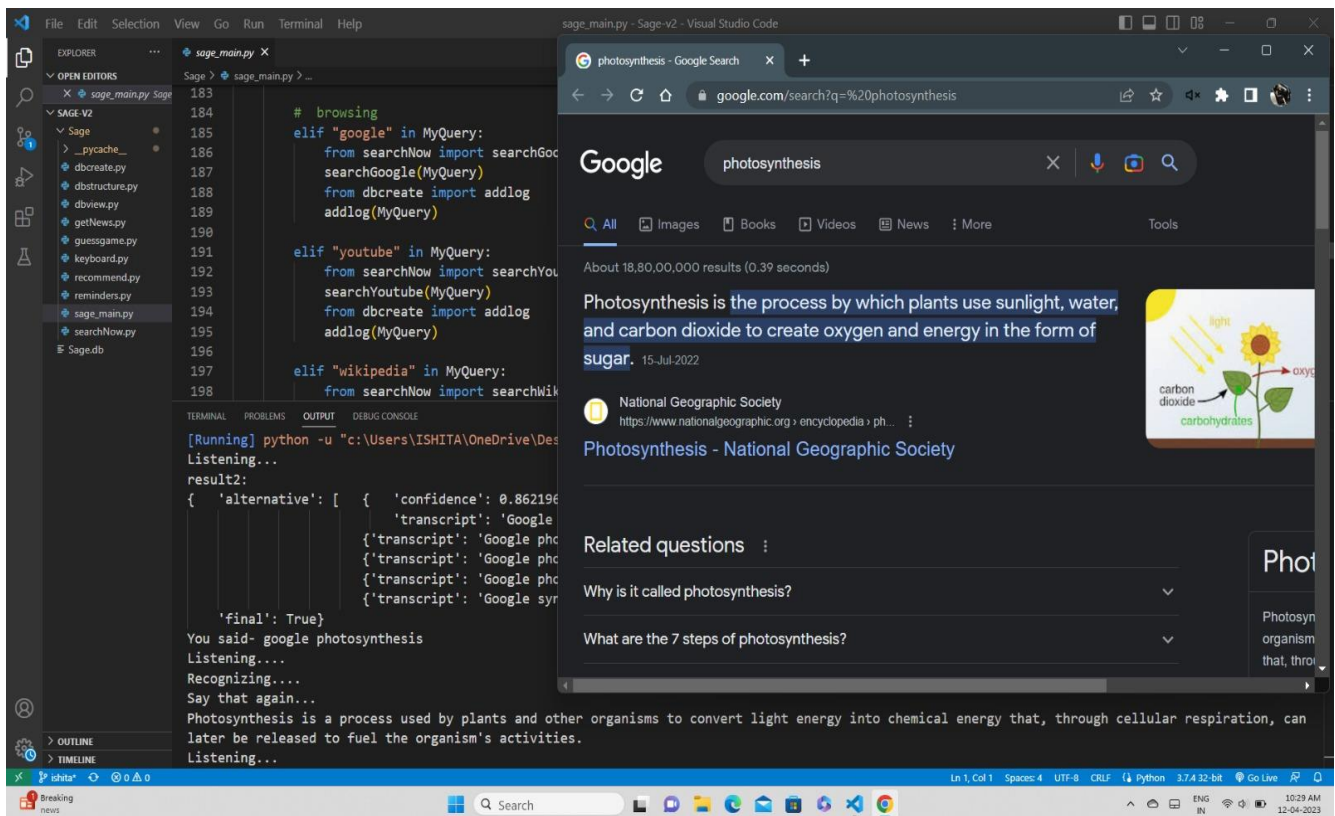 File Edit Selection View Go Run Terminal Help
sage_main.py - Sage-v2 - Visual Studio Code
EXPLORER
OPEN EDITORS
sage_main.py Sage
SAGE-V2
Sage
__pycache__
dbcreate.py
dbstructure.py
dbview.py
getNews.py
guessgame.py
keyboard.py
recommend.py
reminders.py
sage_main.py
searchNow.py
Sage.db
OUTLINE
TIMELINE
sage_main.py
Sage > sage_main.py > ...
183
184 # browsing
185 elif "google" in MyQuery:
186 from searchNow import searchGoo
187 searchGoogle(MyQuery)
188 from dbcreate import addlog
189 addlog(MyQuery)
190
191 elif "youtube" in MyQuery:
192 from searchNow import searchYou
193 searchYoutube(MyQuery)
194 from dbcreate import addlog
195 addlog(MyQuery)
196
197 elif "wikipedia" in MyQuery:
198 from searchNow import searchWik
TERMINAL PROBLEMS OUTPUT DEBUG CONSOLE
[Running] python -u "c:\Users\ISHITA\OneDrive\Des
Listening...
result2:
{ 'alternative': [ { 'confidence': 0.862196
'transcript': 'Google
{'transcript': 'Google pho
{'transcript': 'Google pho
{'transcript': 'Google pho
{'transcript': 'Google syn
'final': True}
You said- google photosynthesis
Listening....
Recognizing....
Say that again...
Photosynthesis is a process used by plants and other organisms to convert light energy into chemical energy that, through cellular respiration, can
later be released to fuel the organism's activities.
Listening...
photosynthesis - Google Search
google.com/search?q=%20photosynthesis
Google
photosynthesis
All Images Books Videos News More Tools
About 18,80,00,000 results (0.39 seconds)
Photosynthesis is the process by which plants use sunlight, water,
and carbon dioxide to create oxygen and energy in the form of
sugar. 15-Jul-2022
light
oxyg
carbon
dioxide
carbohydrates
National Geographic Society
https://www.nationalgeographic.org › encyclopedia › ph...
Photosynthesis - National Geographic Society
Related questions
Why is it called photosynthesis?
What are the 7 steps of photosynthesis?
Phot
Photosyn
organism
that, throu
ishita* 0 0 Ln 1, Col 1 Spaces: 4 UTF-8 CRLF Python 3.7.4 32-bit Go Live
Breaking
news
Search
ENG
IN
10:29 AM
12-04-2023